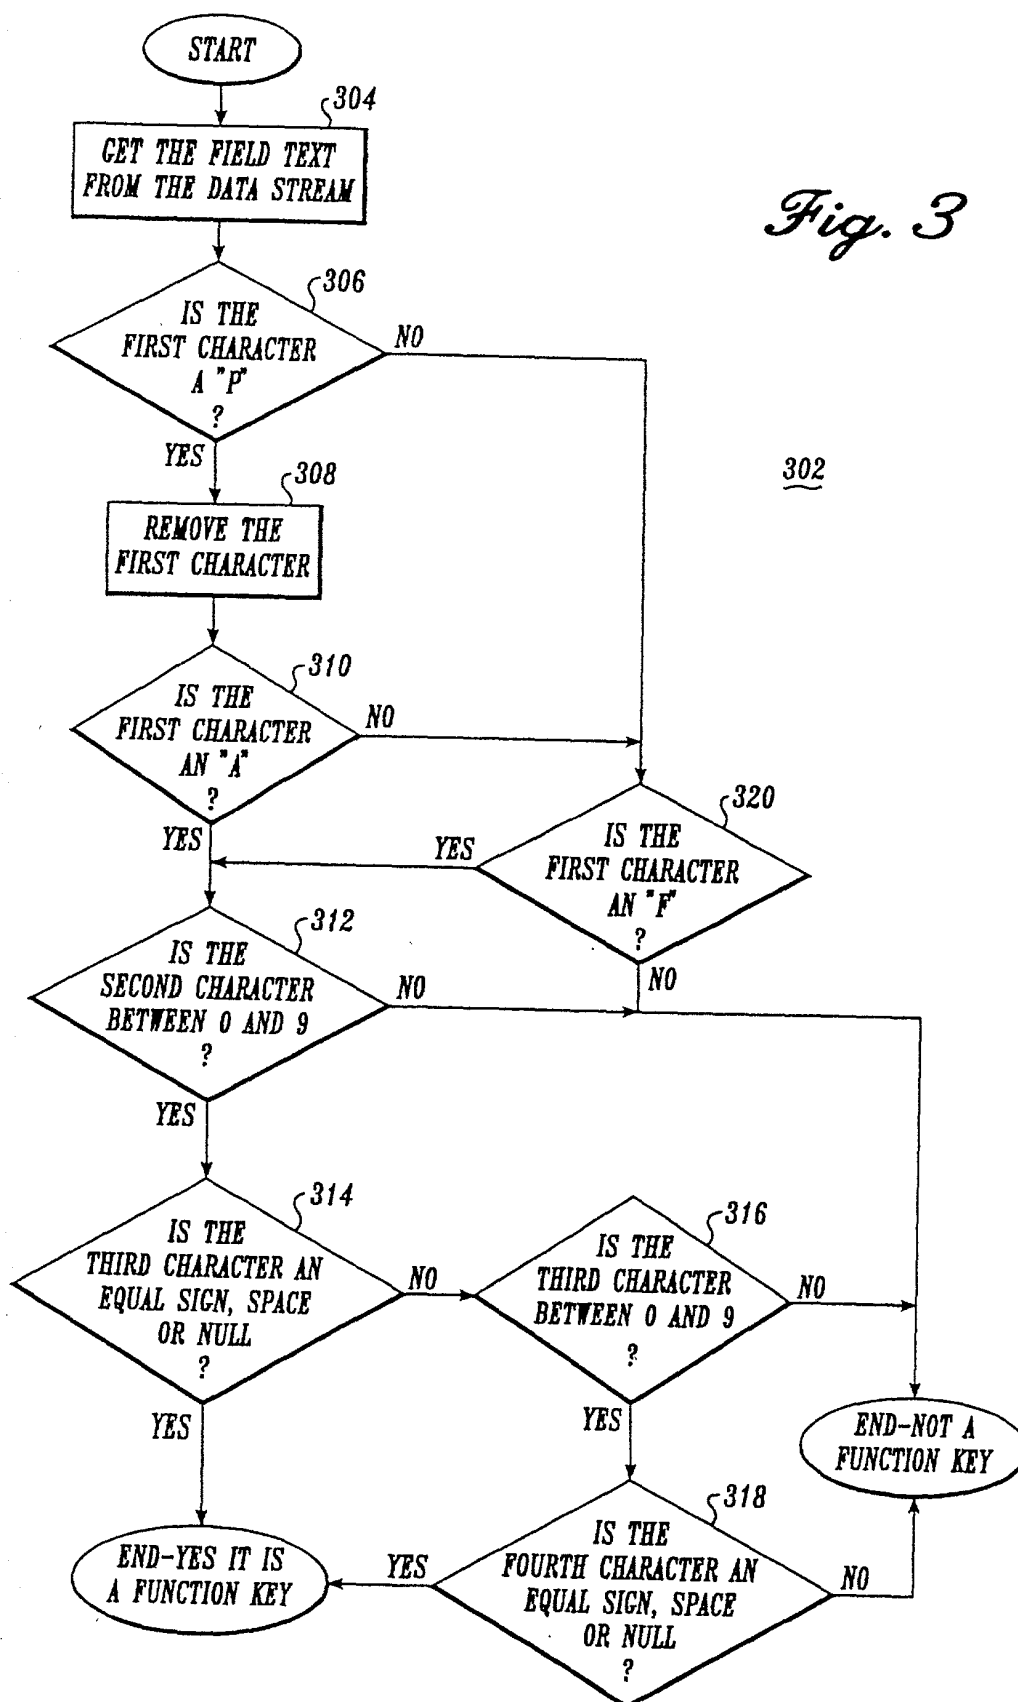 START
304
GET THE FIELD TEXT
FROM THE DATA STREAM
Fig. 3
306
IS THE
FIRST CHARACTER
A "P"
?
NO
YES
302
308
REMOVE THE
FIRST CHARACTER
310
IS THE
FIRST CHARACTER
AN "A"
?
NO
YES
320
IS THE
FIRST CHARACTER
AN "F"
?
YES
NO
312
IS THE
SECOND CHARACTER
BETWEEN 0 AND 9
?
NO
YES
314
IS THE
THIRD CHARACTER AN
EQUAL SIGN, SPACE
OR NULL
?
NO
YES
316
IS THE
THIRD CHARACTER
BETWEEN 0 AND 9
?
NO
YES
END-NOT A
FUNCTION KEY
318
IS THE
FOURTH CHARACTER AN
EQUAL SIGN, SPACE
OR NULL
?
YES
NO
END-YES IT IS
A FUNCTION KEY